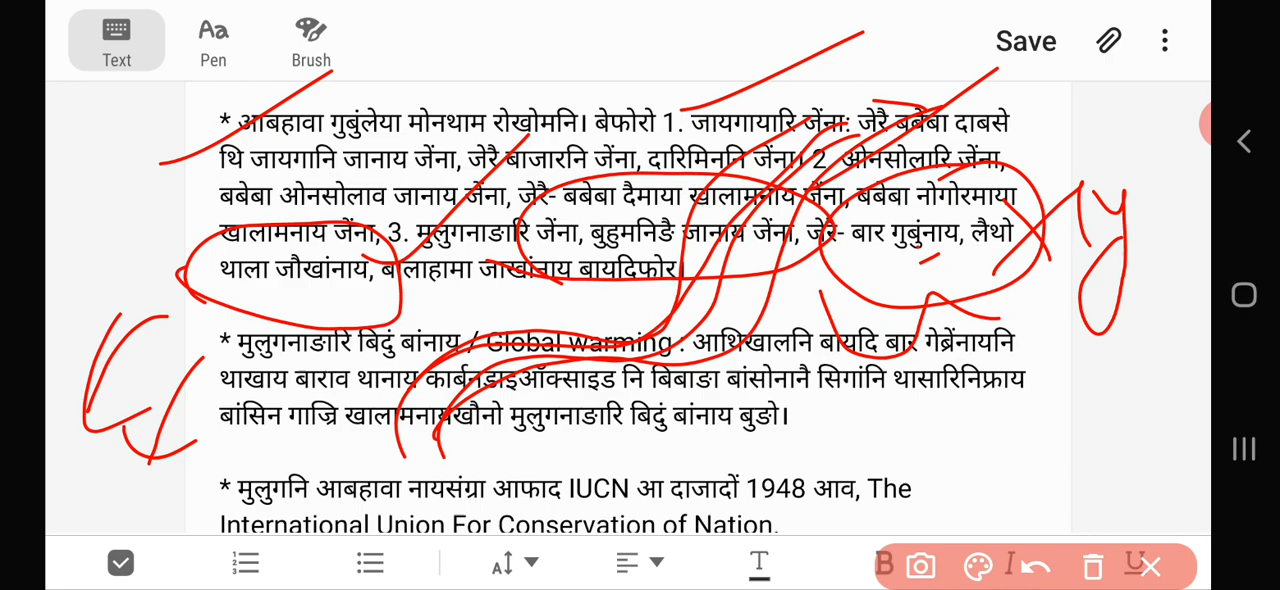 Text
Pen
Brush
Save
* आबहावा गुबुंलेया मोनथाम रोखोमनि। बेफोरो 1. जायगायारि जेंना: जेरै बबेबा दाबसे
थि जायगानि जानाय जेंना, जेरै बाजारनि जेंना, दारिमिननि जेंना। 2. ओनसोलारि जेंना,
बबेबा ओनसोलाव जानाय जेंना, जेरै- बबेबा दैमाया खालामनाय जेंना, बबेबा नोगोरमाया
खालामनाय जेंना, 3. मुलुगनाङारि जेंना, बुहुमनिङै जानाय जेंना, जेरै- बार गुबुंनाय, लैथो
थाला जौखांनाय, बालाहामा जाखांनाय बायदिफोर।
* मुलुगनाङारि बिदुं बांनाय / Global warming : आथिखालनि बायदि बार गेब्रेंनायनि
थाखाय बाराव थानाय कार्बनडाइऑक्साइड नि बिबाङा बांसोनानै सिगांनि थासारिनिफ्राय
बांसिन गाज्रि खालामनायखौनो मुलुगनाङारि बिदुं बांनाय बुङो।
* मुलुगनि आबहावा नायसंग्रा आफाद IUCN आ दाजादों 1948 आव, The
International Union For Conservation of Nation.